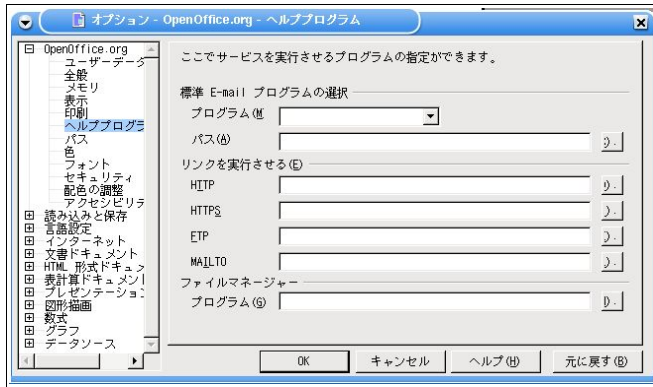 オプション - OpenOffice.org - ヘルププログラム
OpenOffice.org
ユーザーデータ
全般
メモリ
表示
印刷
ヘルププログラ
パス
色
フォント
セキュリティ
配色の調整
アクセシビリテ
読み込みと保存
言語設定
インターネット
文書ドキュメント
HTML 形式ドキュメ
表計算ドキュメント
プレゼンテーション
図形描画
数式
グラフ
データソース
ここでサービスを実行させるプログラムの指定ができます。
標準 E-mail プログラムの選択
プログラム(M
パス(A)
リンクを実行させる(E)
HTTP
HTTPS
FTP
MAILTO
ファイルマネージャー
プログラム(G)
OK
キャンセル
ヘルプ(H)
元に戻す(B)